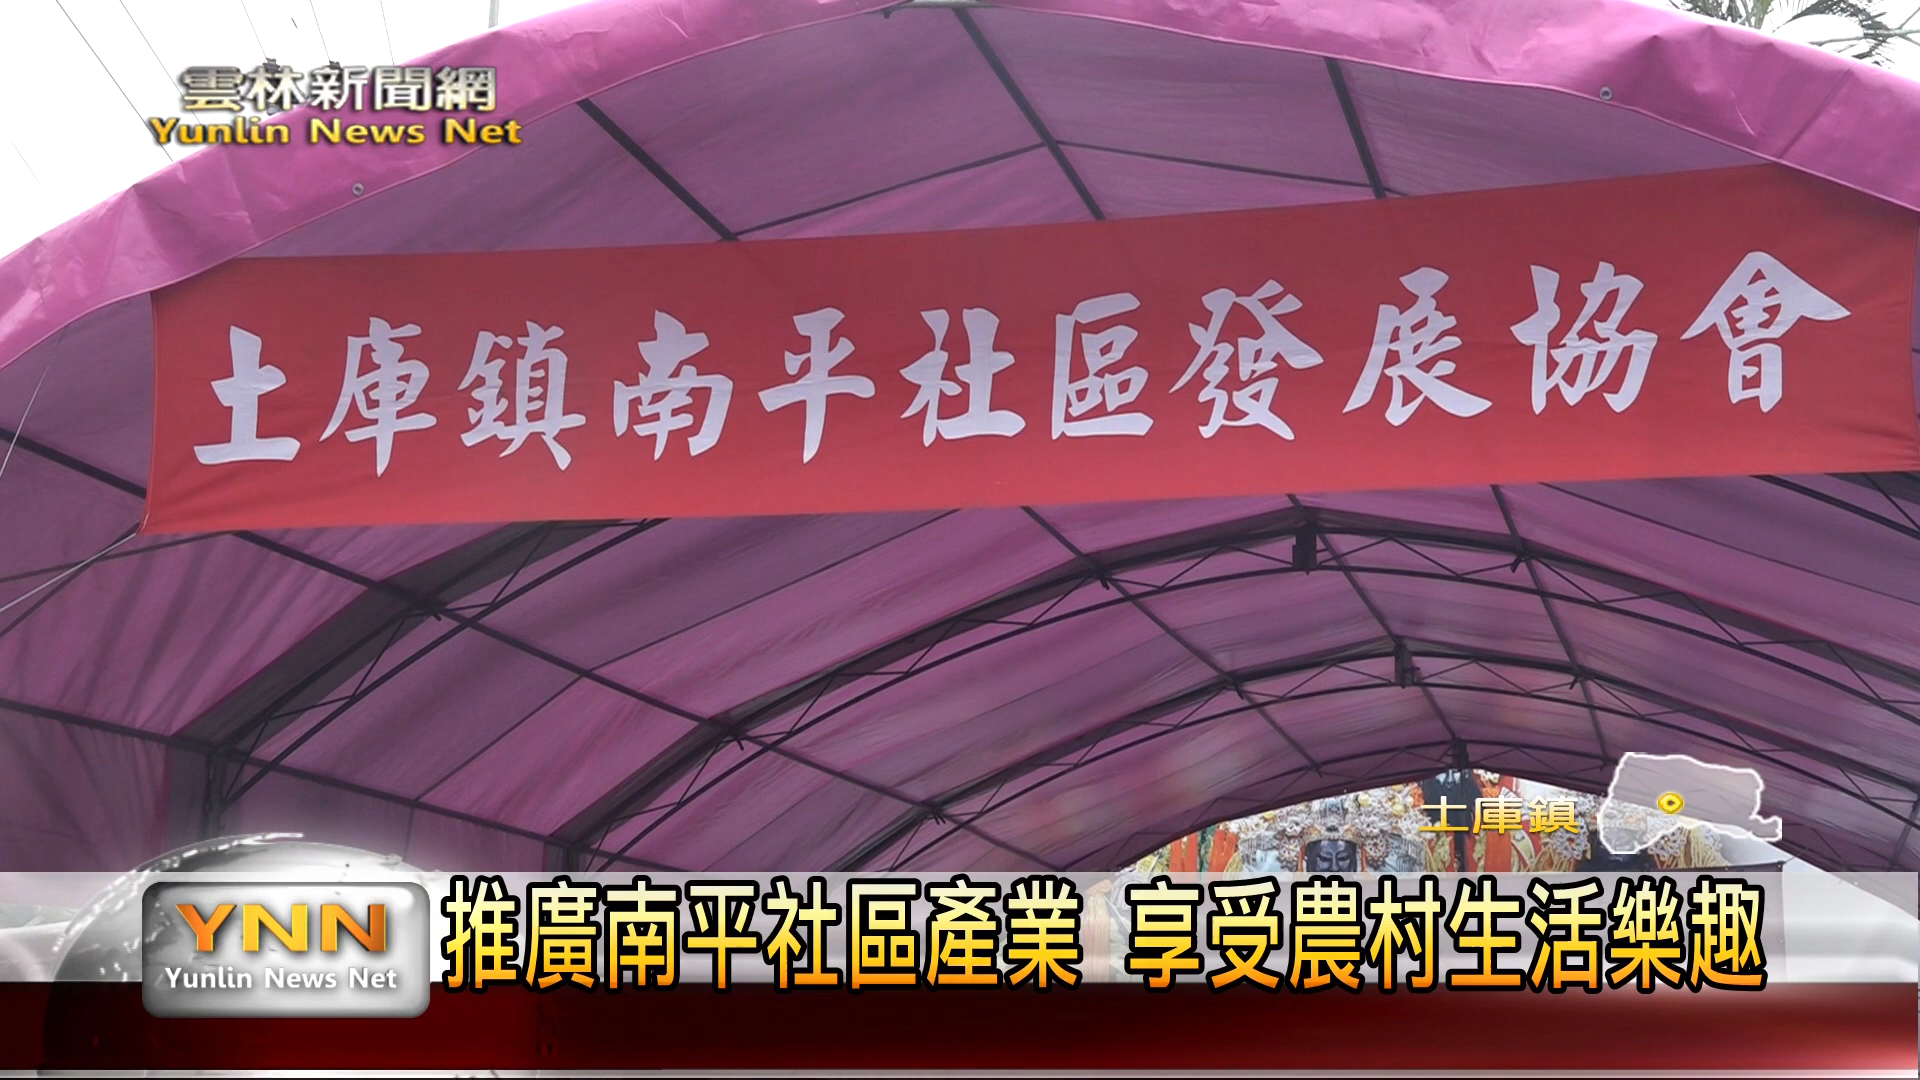 雲林新聞網
Yunlin News Net
土庫鎮南平社區發展協會
土庫鎮
YNN
Yunlin News Net
推廣南平社區產業 享受農村生活樂趣